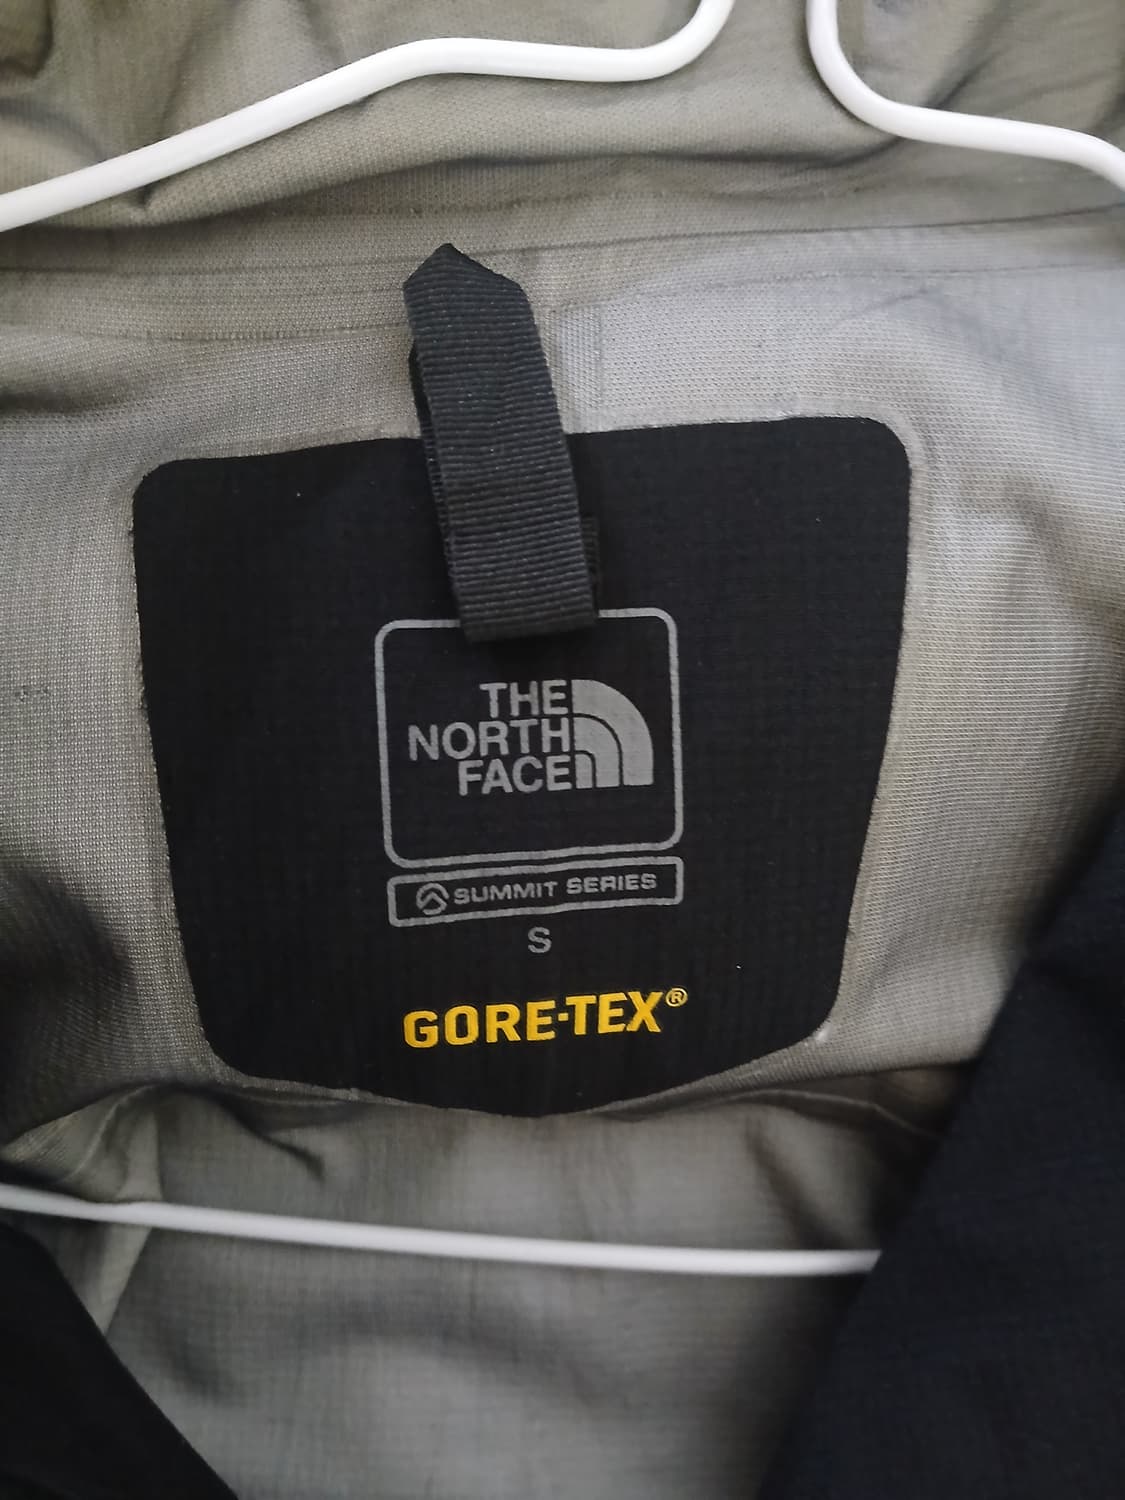 THE
NORTH
FACE
SUMMIT SERIES
S
GORE-TEX®